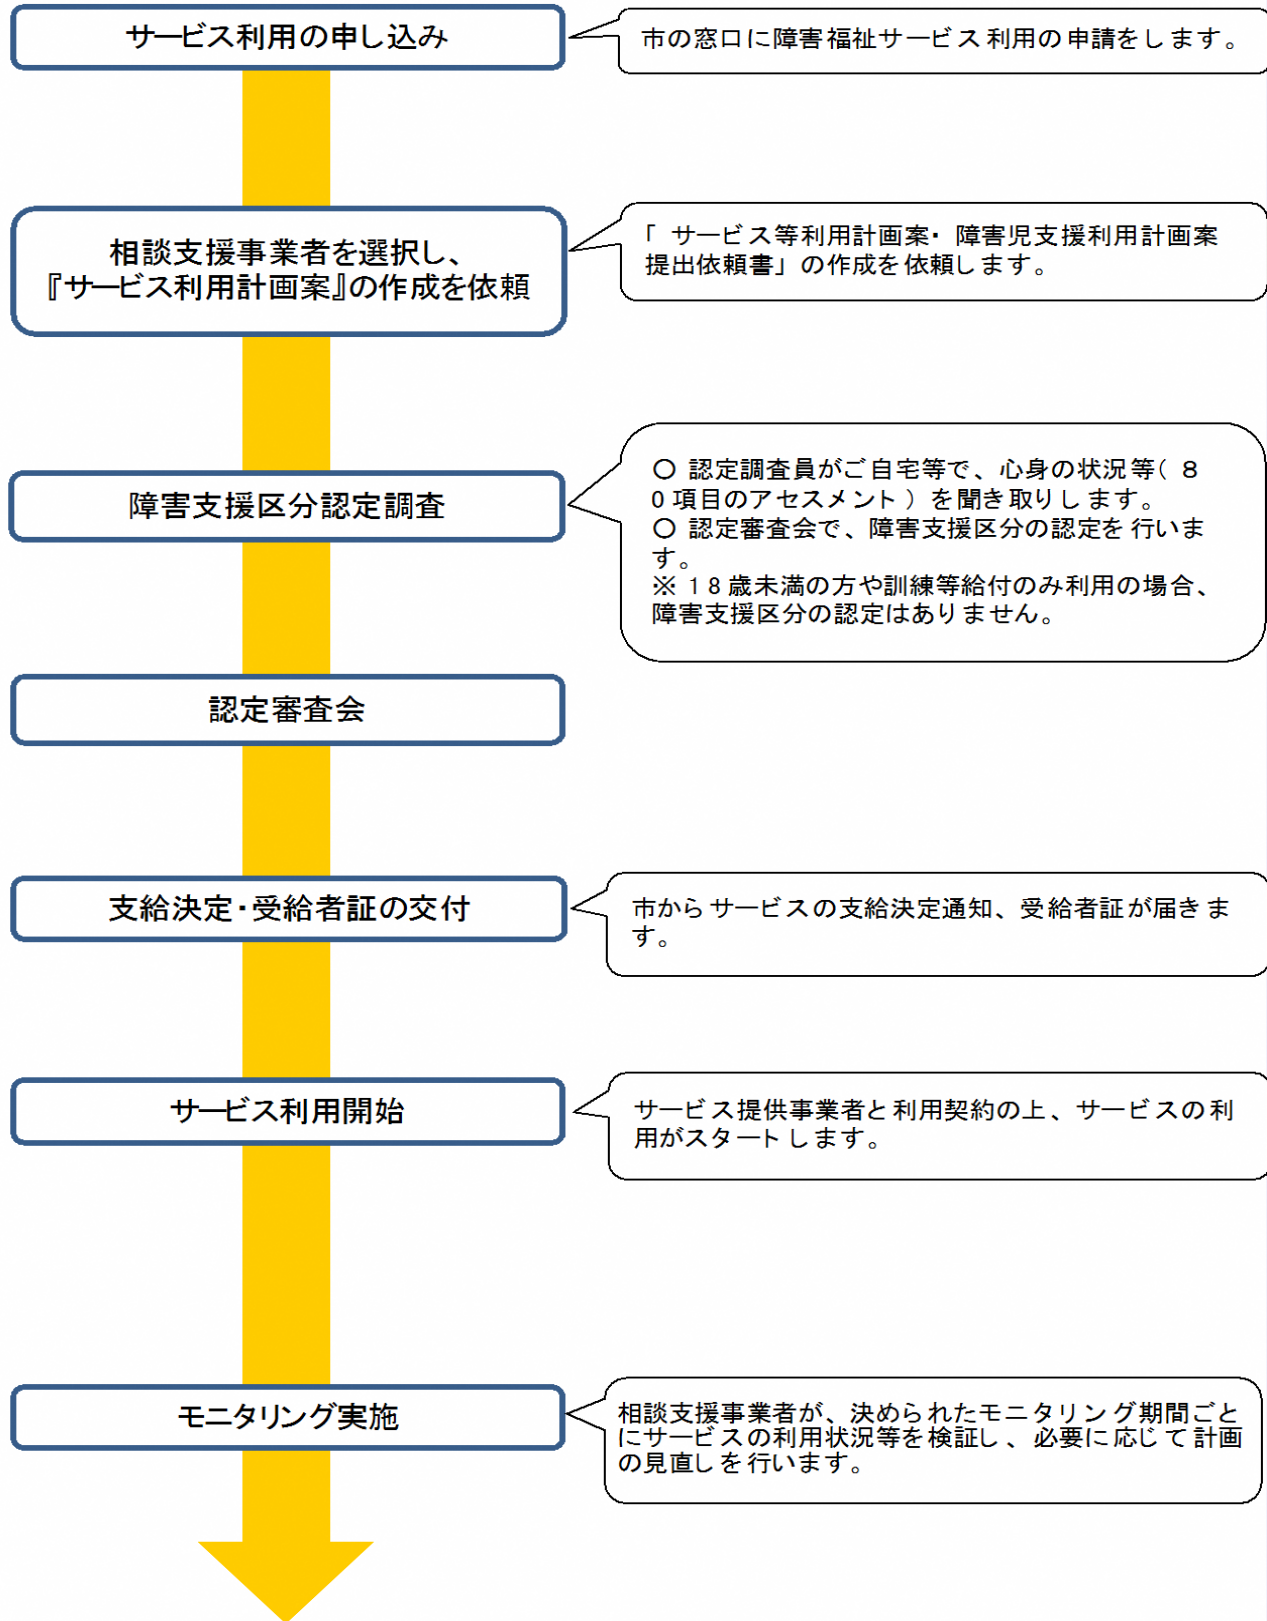 サービス利用の申し込み
市の窓口に障害福祉サービス利用の申請をします。
相談支援事業者を選択し、
『サービス利用計画案』の作成を依頼
「サービス等利用計画案・障害児支援利用計画案
提出依頼書」の作成を依頼します。
障害支援区分認定調査
〇 認定調査員がご自宅等で、心身の状況等(８
０項目のアセスメント)を聞き取りします。
〇 認定審査会で、障害支援区分の認定を行いま
す。
※18歳未満の方や訓練等給付のみ利用の場合、
障害支援区分の認定はありません。
認定審査会
支給決定・受給者証の交付
市からサービスの支給決定通知、受給者証が届きま
す。
サービス利用開始
サービス提供事業者と利用契約の上、サービスの利
用がスタートします。
モニタリング実施
相談支援事業者が、決められたモニタリング期間ごと
にサービスの利用状況等を検証し、必要に応じて計画
の見直しを行います。